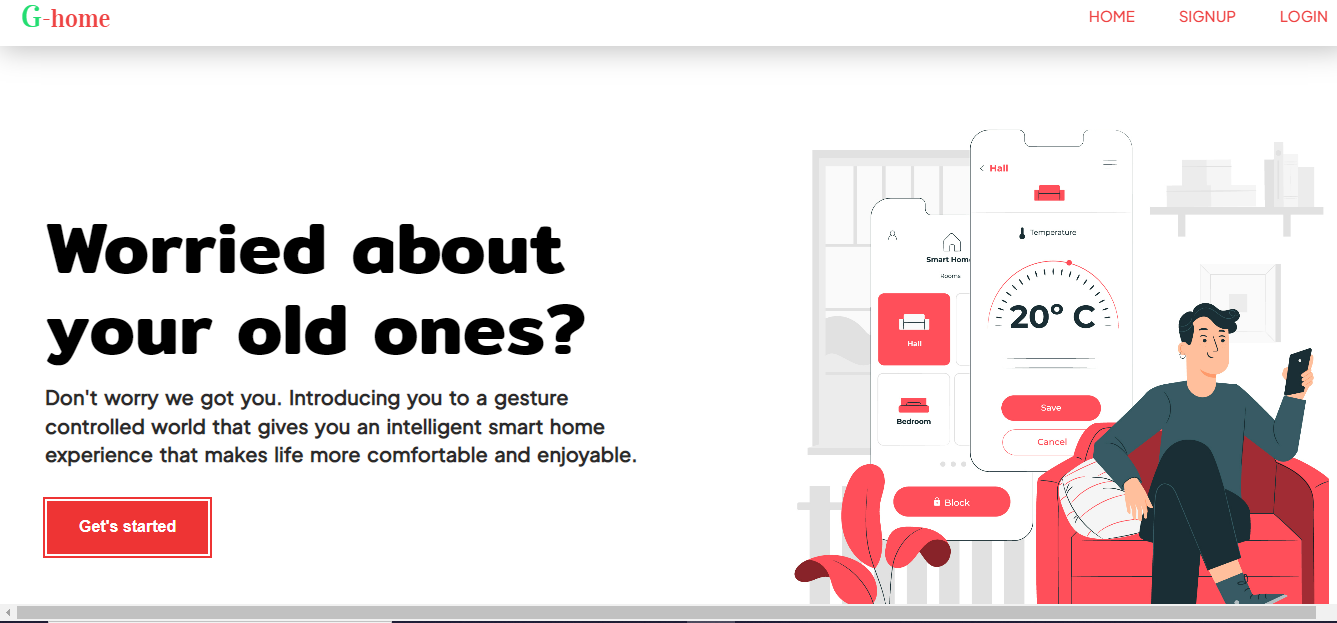 G-home
HOME SIGNUP LOGIN
Worried about
your old ones?
Don't worry we got you. Introducing you to a gesture
controlled world that gives you an intelligent smart home
experience that makes life more comfortable and enjoyable.
Get's started
Smart Home
Rooms
Hall
Bedroom
Block
< Hall
Temperature
20° C
Save
Cancel